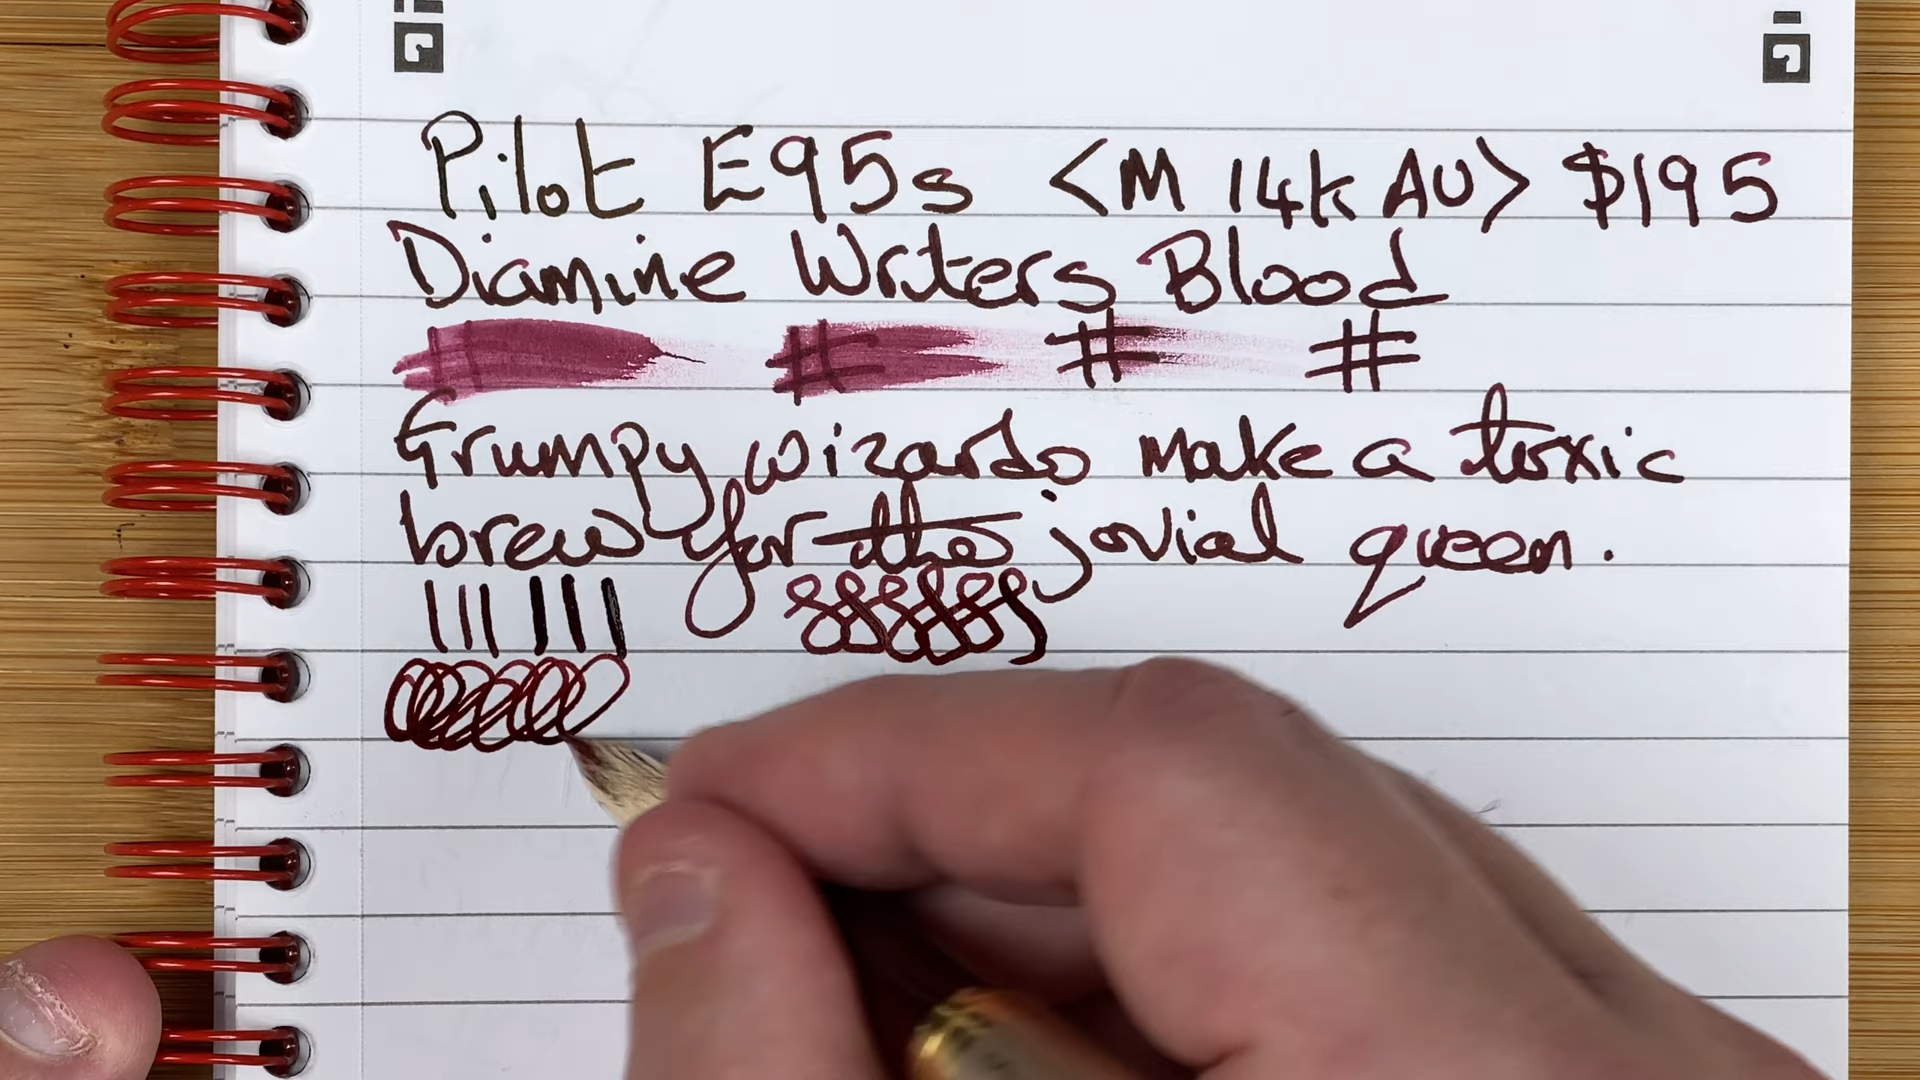 Pilot E95s <M 14k AU> $195
Diamine Writers Blood
# # # #
Grumpy wizards make a toxic
brew for the jovial queen.